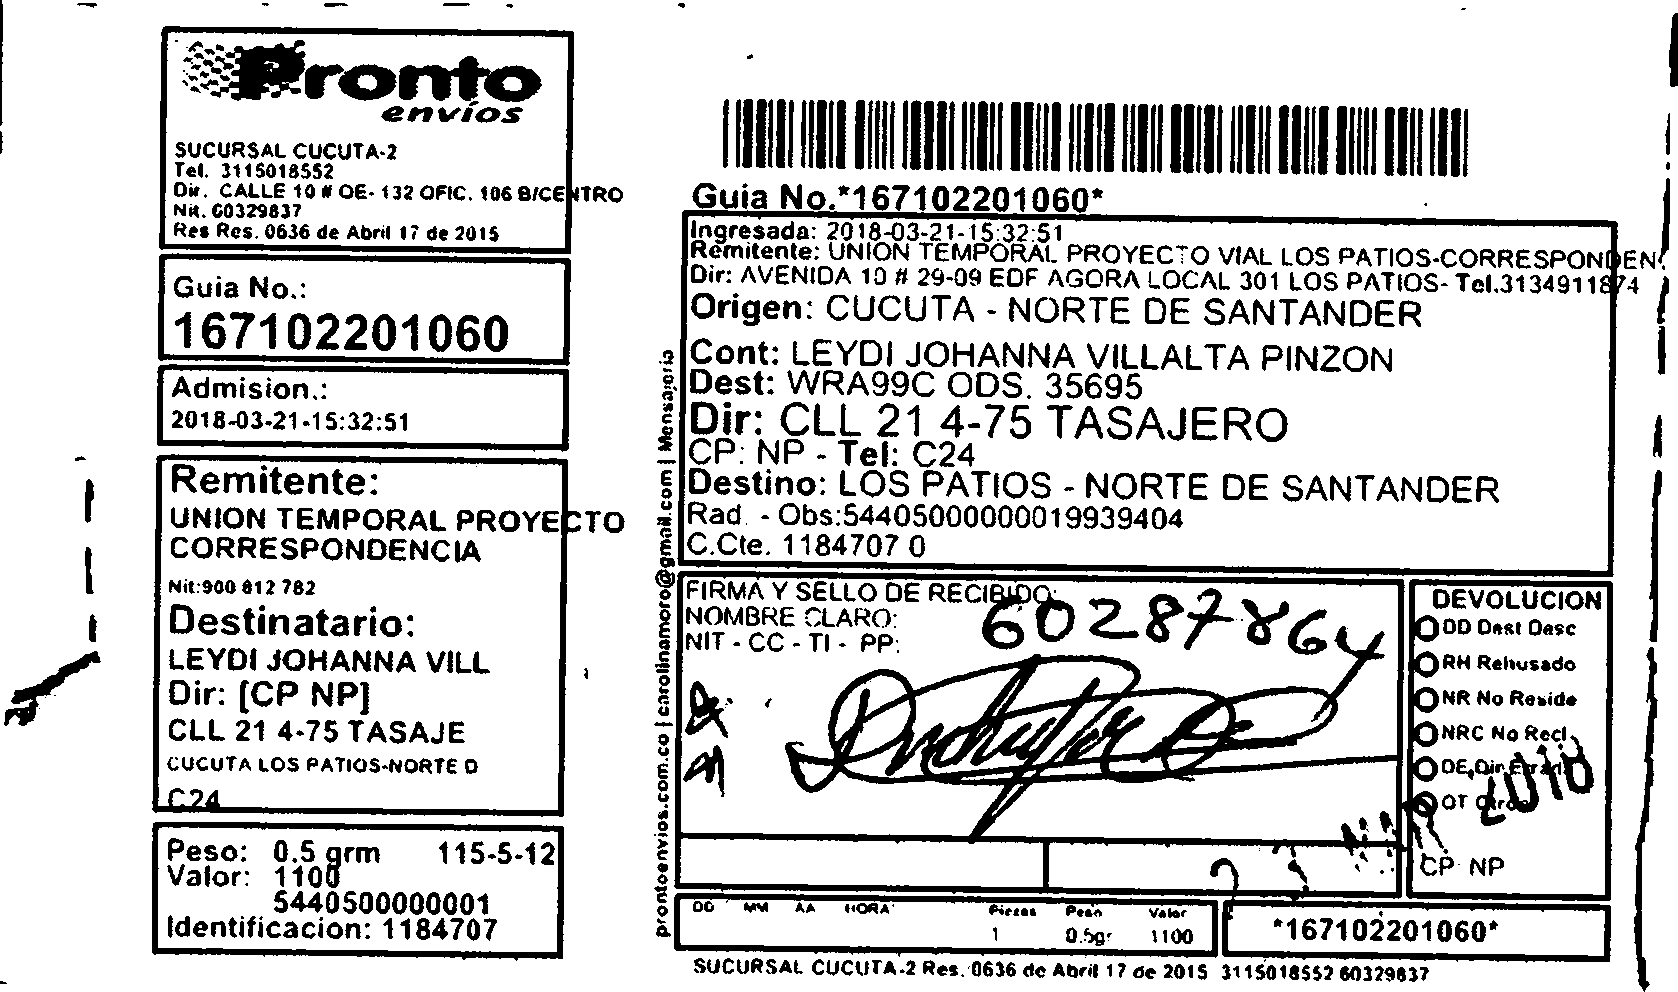 Pronto
envíos
SUCURSAL CUCUTA-2
Tel. 3115018552
Dir. CALLE 10 # OE- 132 OFIC. 106 B/CENTRO
Nit. 60329837
Res Res. 0636 de Abril 17 de 2015
Guia No.:
167102201060
Admision.:
2018-03-21-15:32:51
Remitente:
UNION TEMPORAL PROYECTO
CORRESPONDENCIA
Nit:900 812 782
Destinatario:
LEYDI JOHANNA VILL
Dir: [CP NP]
CLL 21 4-75 TASAJE
CUCUTA LOS PATIOS-NORTE D
C24
Peso: 0.5 grm 115-5-12
Valor: 1100
5440500000001
Identificacion: 1184707
prontoenvios.com.co | carolinamoro@gmail.com | Mensajeria
Guia No.*167102201060*
Ingresada: 2018-03-21-15:32:51
Remitente: UNION TEMPORAL PROYECTO VIAL LOS PATIOS-CORRESPONDEN
Dir: AVENIDA 10 # 29-09 EDF AGORA LOCAL 301 LOS PATIOS- Tel.3134911874
Origen: CUCUTA - NORTE DE SANTANDER
Cont: LEYDI JOHANNA VILLALTA PINZON
Dest: WRA99C ODS. 35695
Dir: CLL 21 4-75 TASAJERO
CP: NP - Tel: C24
Destino: LOS PATIOS - NORTE DE SANTANDER
Rad. - Obs:544050000000019939404
C.Cte. 1184707 0
FIRMA Y SELLO DE RECIBIDO:
NOMBRE CLARO:
NIT - CC - TI - PP:
60287864
DEVOLUCION
DD Dest Desc
RH Rehusado
NR No Reside
NRC No Recl.
DE Dir Errada
OT Otros
2018
CP NP
DD MM AA HORA Piezas Peso Valor
1 0.5gr 1100
*167102201060*
SUCURSAL CUCUTA-2 Res. 0636 de Abril 17 de 2015 3115018552 60329837